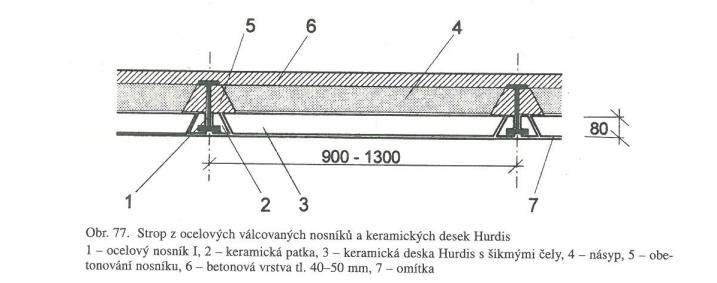 5 6 4
80
900 - 1300
1 2 3 7
Obr. 77. Strop z ocelových válcovaných nosníků a keramických desek Hurdis
1 – ocelový nosník I, 2 – keramická patka, 3 – keramická deska Hurdis s šikmými čely, 4 – násyp, 5 – obe-
tonování nosníku, 6 – betonová vrstva tl. 40–50 mm, 7 – omítka